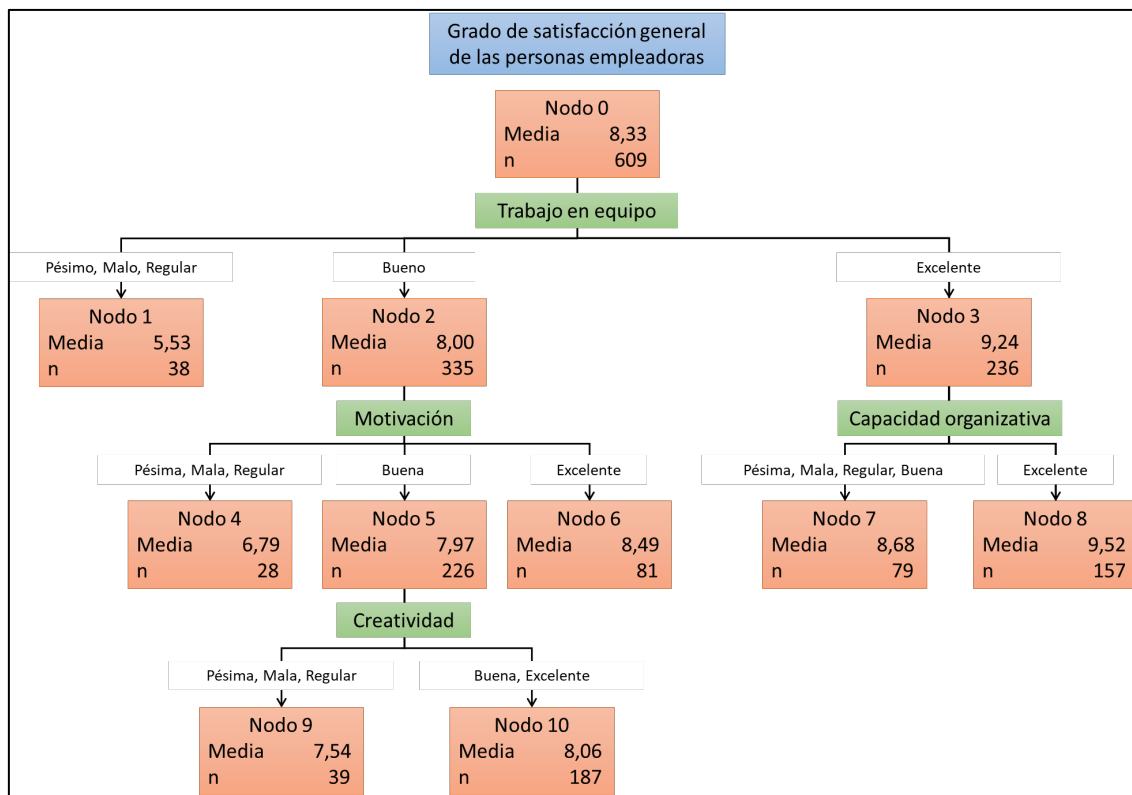 Grado de satisfacción general
de las personas empleadoras
Nodo 0
Media 8,33
n 609
Trabajo en equipo
Pésimo, Malo, Regular
Bueno
Excelente
Nodo 1
Media 5,53
n 38
Nodo 2
Media 8,00
n 335
Nodo 3
Media 9,24
n 236
Motivación
Capacidad organizativa
Pésima, Mala, Regular
Buena
Excelente
Pésima, Mala, Regular, Buena
Excelente
Nodo 4
Media 6,79
n 28
Nodo 5
Media 7,97
n 226
Nodo 6
Media 8,49
n 81
Nodo 7
Media 8,68
n 79
Nodo 8
Media 9,52
n 157
Creatividad
Pésima, Mala, Regular
Buena, Excelente
Nodo 9
Media 7,54
n 39
Nodo 10
Media 8,06
n 187